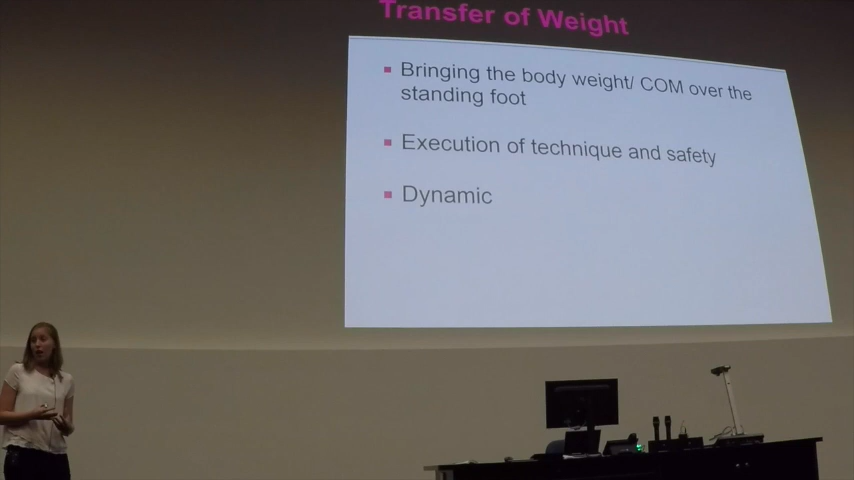 Transfer of Weight
Bringing the body weight/ COM over the
standing foot
Execution of technique and safety
Dynamic